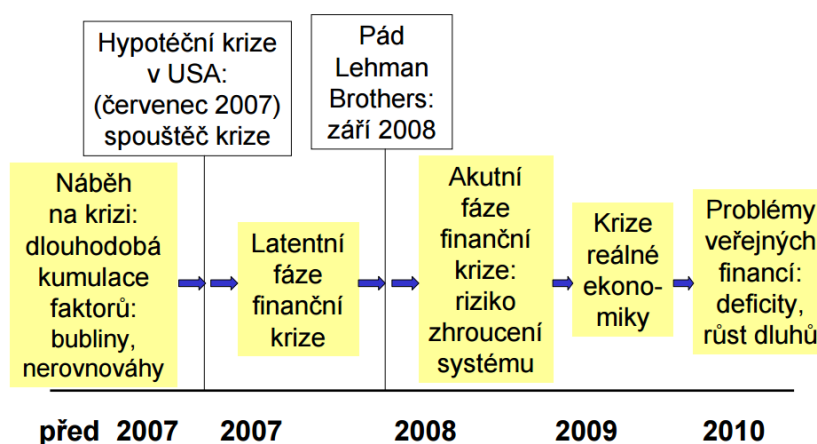 Hypotéční krize
v USA:
(červenec 2007)
spouštěč krize
Pád
Lehman
Brothers:
září 2008
Náběh
na krizi:
dlouhodobá
kumulace
faktorů:
bubliny,
nerovnováhy
Latentní
fáze
finanční
krize
Akutní
fáze
finanční
krize:
riziko
zhroucení
systému
Krize
reálné
ekono-
miky
Problémy
veřejných
financí:
deficity,
růst dluhů
před 2007 2007 2008 2009 2010